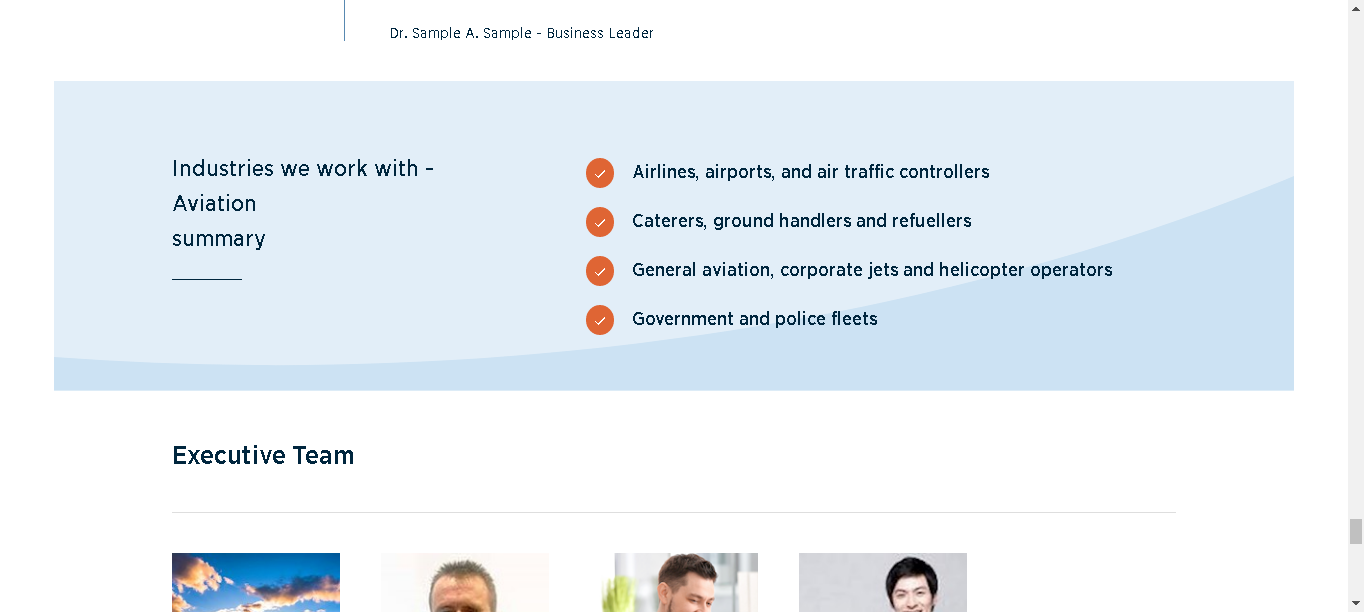 Dr. Sample A. Sample - Business Leader
Industries we work with -
Aviation
summary
Airlines, airports, and air traffic controllers
Caterers, ground handlers and refuellers
General aviation, corporate jets and helicopter operators
Government and police fleets
Executive Team